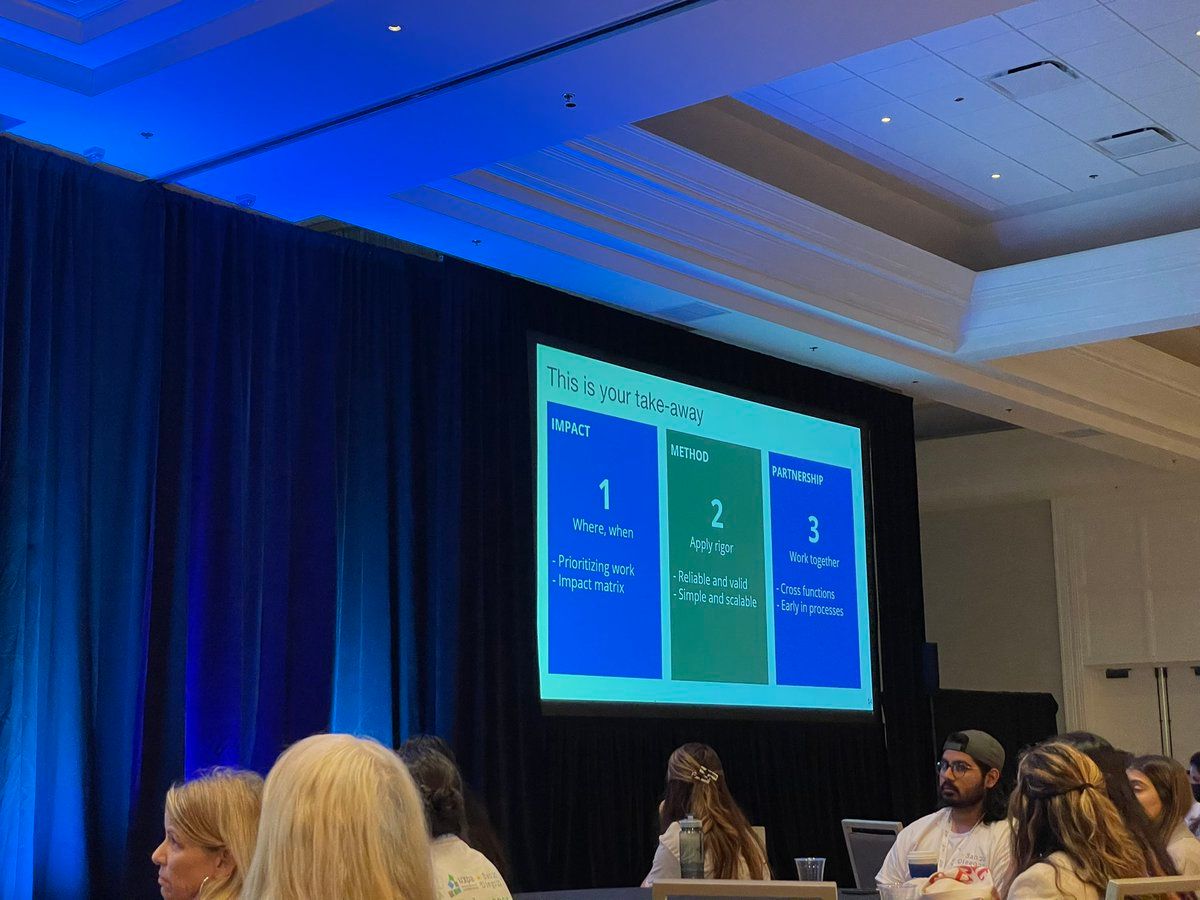 This is your take-away
IMPACT
1
Where, when
- Prioritizing work
- Impact matrix
METHOD
2
Apply rigor
- Reliable and valid
- Simple and scalable
PARTNERSHIP
3
Work together
- Cross functions
- Early in processes
uxpa